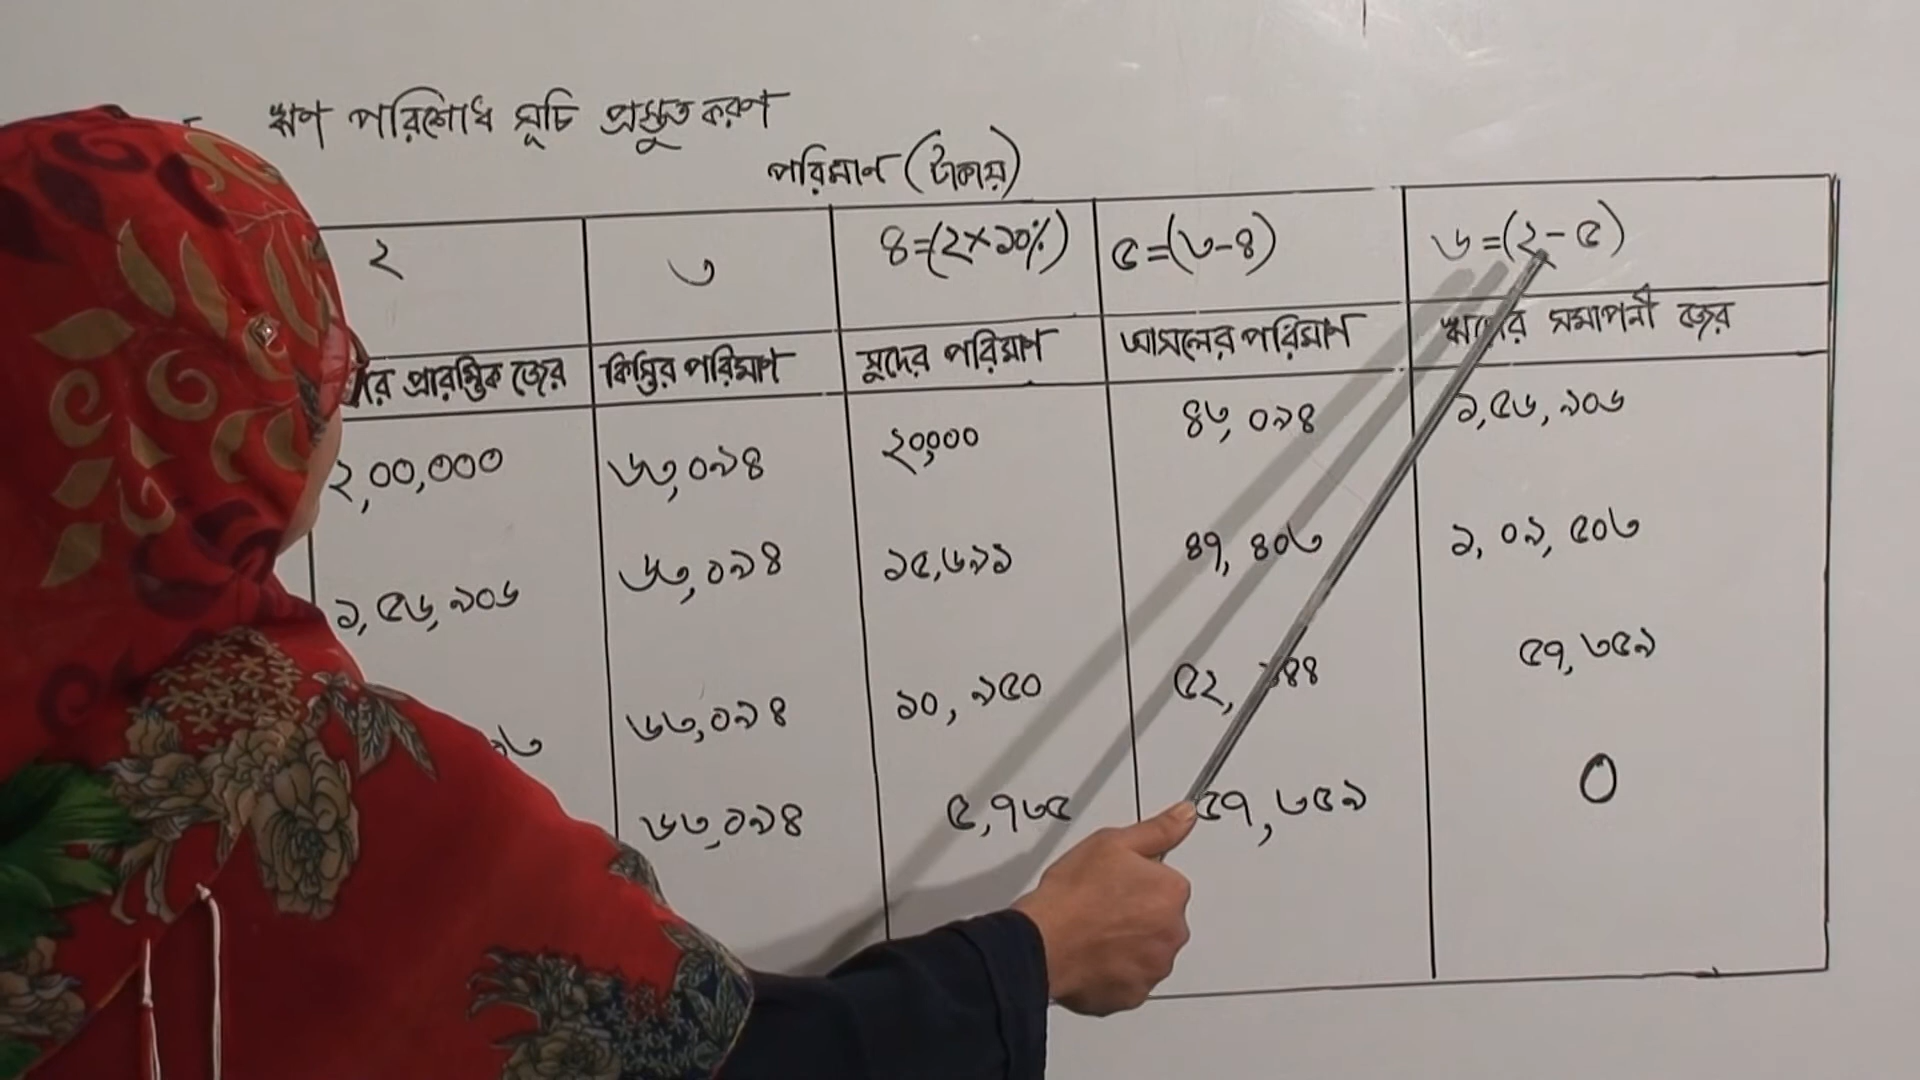 ঋণ পরিশোধ সূচি প্রস্তুতকরণ
পরিমান (টাকায়)
২ ৩ ৪=(২×১০%) ৫=(৩-৪) ৬=(২-৫)
প্রারম্ভিক জের কিস্তির পরিমাণ সুদের পরিমাণ আসলের পরিমাণ ঋণের সমাপনী জের
২,০০,০০০ ৬৩,০৯৪ ২০,০০০ ৪৩,০৯৪ ১,৫৬,৯০৬
১,৫৬,৯০৬ ৬৩,০৯৪ ১৫,৬৯১ ৪৭,৪০৩ ১,০৯,৫০৩
৬৩,০৯৪ ১০,৯৫০ ৫৭,৩৫৯
৬৩,০৯৪ ৫,৭৩৫ ৫৭,৩৫৯ ০